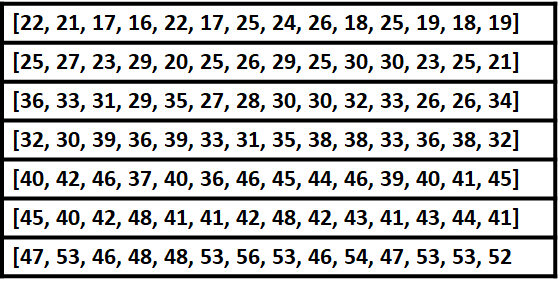 [22, 21, 17, 16, 22, 17, 25, 24, 26, 18, 25, 19, 18, 19]
[25, 27, 23, 29, 20, 25, 26, 29, 25, 30, 30, 23, 25, 21]
[36, 33, 31, 29, 35, 27, 28, 30, 30, 32, 33, 26, 26, 34]
[32, 30, 39, 36, 39, 33, 31, 35, 38, 38, 33, 36, 38, 32]
[40, 42, 46, 37, 40, 36, 46, 45, 44, 46, 39, 40, 41, 45]
[45, 40, 42, 48, 41, 41, 42, 48, 42, 43, 41, 43, 44, 41]
[47, 53, 46, 48, 48, 53, 56, 53, 46, 54, 47, 53, 53, 52